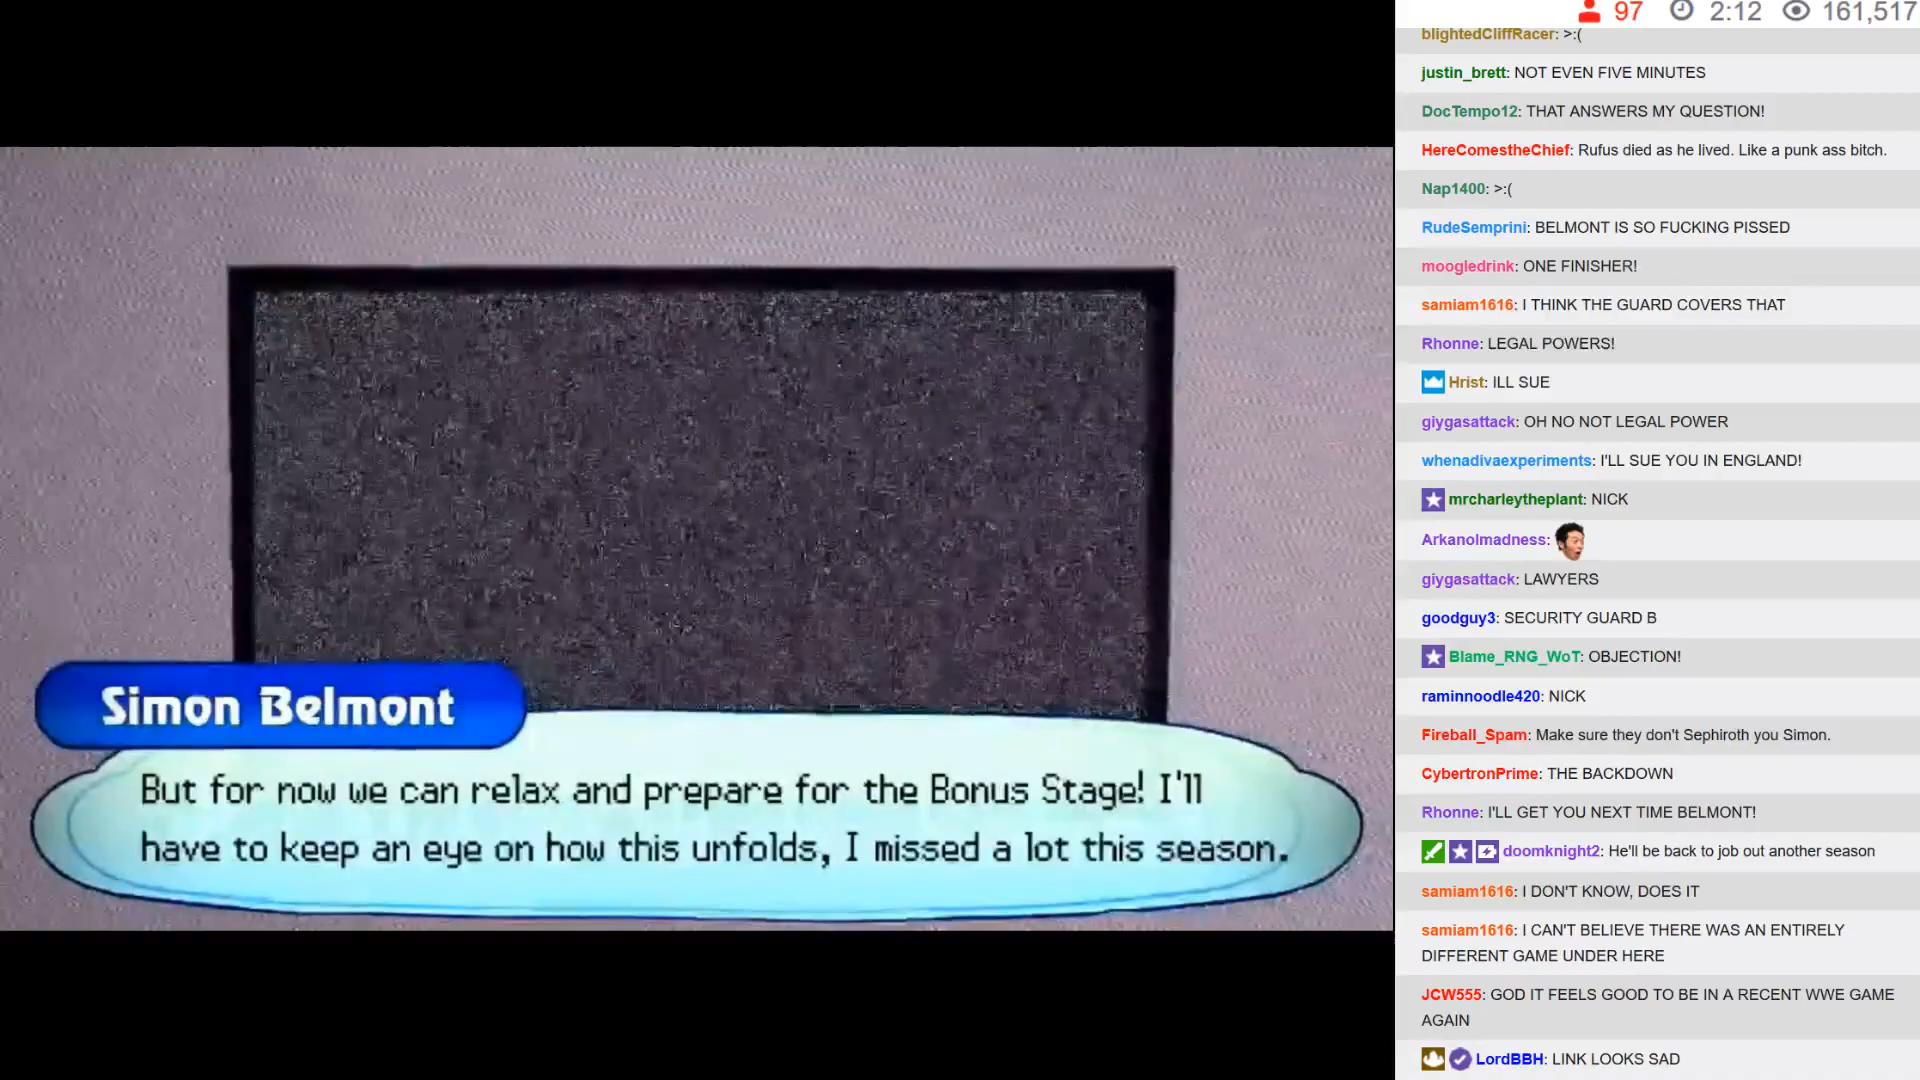 97 2:12 161,517
blightedCliffRacer: >:(
justin_brett: NOT EVEN FIVE MINUTES
DocTempo12: THAT ANSWERS MY QUESTION!
HereComestheChief: Rufus died as he lived. Like a punk ass bitch.
Nap1400: >:(
RudeSemprini: BELMONT IS SO FUCKING PISSED
moogledrink: ONE FINISHER!
samiam1616: I THINK THE GUARD COVERS THAT
Rhonne: LEGAL POWERS!
Hrist: ILL SUE
giygasattack: OH NO NOT LEGAL POWER
whenadivaexperiments: I'LL SUE YOU IN ENGLAND!
mrcharleytheplant: NICK
Arkanolmadness:
giygasattack: LAWYERS
goodguy3: SECURITY GUARD B
Blame_RNG_WoT: OBJECTION!
raminnoodle420: NICK
Fireball_Spam: Make sure they don't Sephiroth you Simon.
CybertronPrime: THE BACKDOWN
Rhonne: I'LL GET YOU NEXT TIME BELMONT!
doomknight2: He'll be back to job out another season
samiam1616: I DON'T KNOW, DOES IT
samiam1616: I CAN'T BELIEVE THERE WAS AN ENTIRELY
DIFFERENT GAME UNDER HERE
JCW555: GOD IT FEELS GOOD TO BE IN A RECENT WWE GAME
AGAIN
LordBBH: LINK LOOKS SAD
Simon Belmont
But for now we can relax and prepare for the Bonus Stage! I'll
have to keep an eye on how this unfolds, I missed a lot this season.